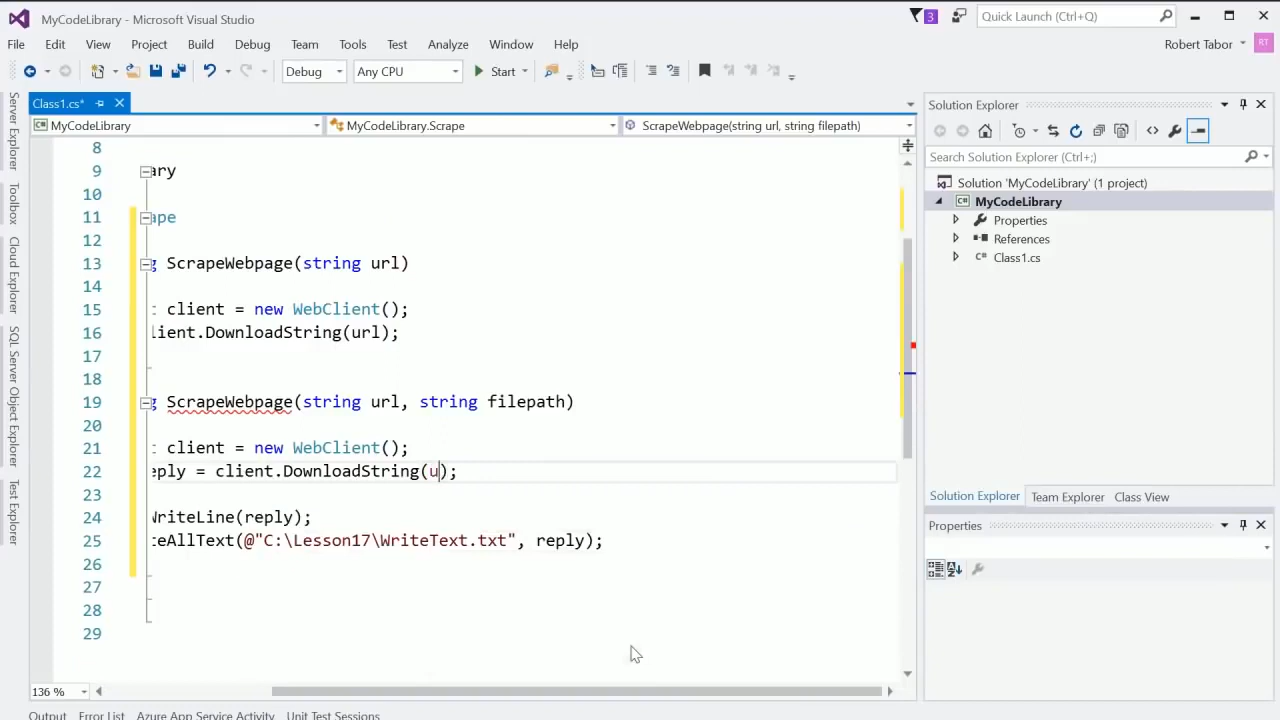 MyCodeLibrary - Microsoft Visual Studio
3
Quick Launch (Ctrl+Q)
File Edit View Project Build Debug Team Tools Test Analyze Window Help
Robert Tabor RT
Debug Any CPU Start
Server Explorer
Toolbox
Cloud Explorer
SQL Server Object Explorer
Test Explorer
Class1.cs*
MyCodeLibrary MyCodeLibrary.Scrape ScrapeWebpage(string url, string filepath)
8
9 ary
10
11 ape
12
13 g ScrapeWebpage(string url)
14
15 t client = new WebClient();
16 lient.DownloadString(url);
17
18
19 g ScrapeWebpage(string url, string filepath)
20
21 t client = new WebClient();
22 eply = client.DownloadString(u);
23
24 WriteLine(reply);
25 teAllText(@"C:\Lesson17\WriteText.txt", reply);
26
27
28
29
136 %
Output Error List Azure App Service Activity Unit Test Sessions
Solution Explorer
Search Solution Explorer (Ctrl+;)
Solution 'MyCodeLibrary' (1 project)
C# MyCodeLibrary
Properties
References
C# Class1.cs
Solution Explorer Team Explorer Class View
Properties